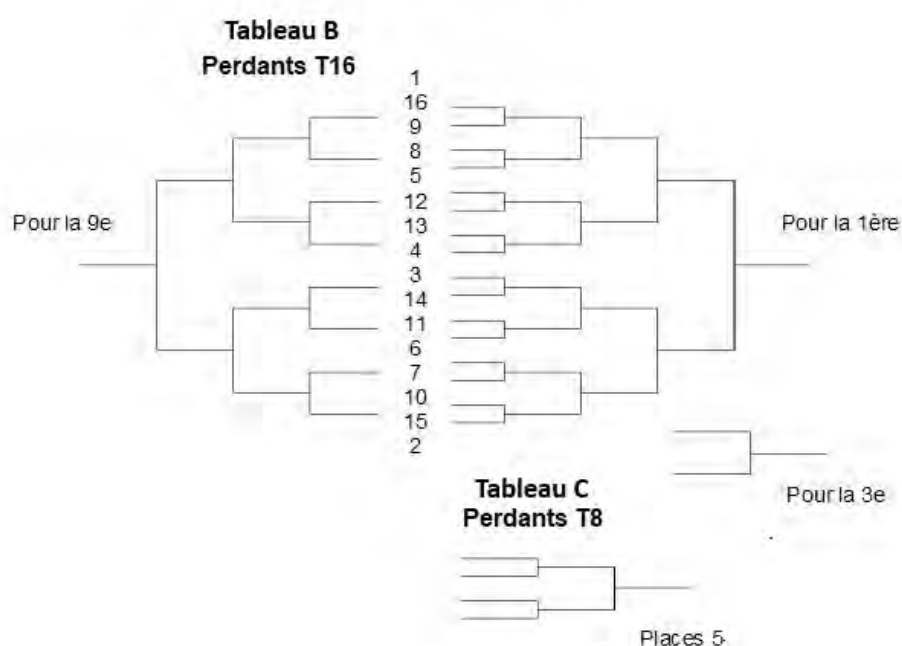 Tableau B
Perdants T16
1
16
9
8
5
12
13
4
3
14
11
6
7
10
15
2
Pour la 9e
Pour la 1ère
Pour la 3e
Tableau C
Perdants T8
Places 5